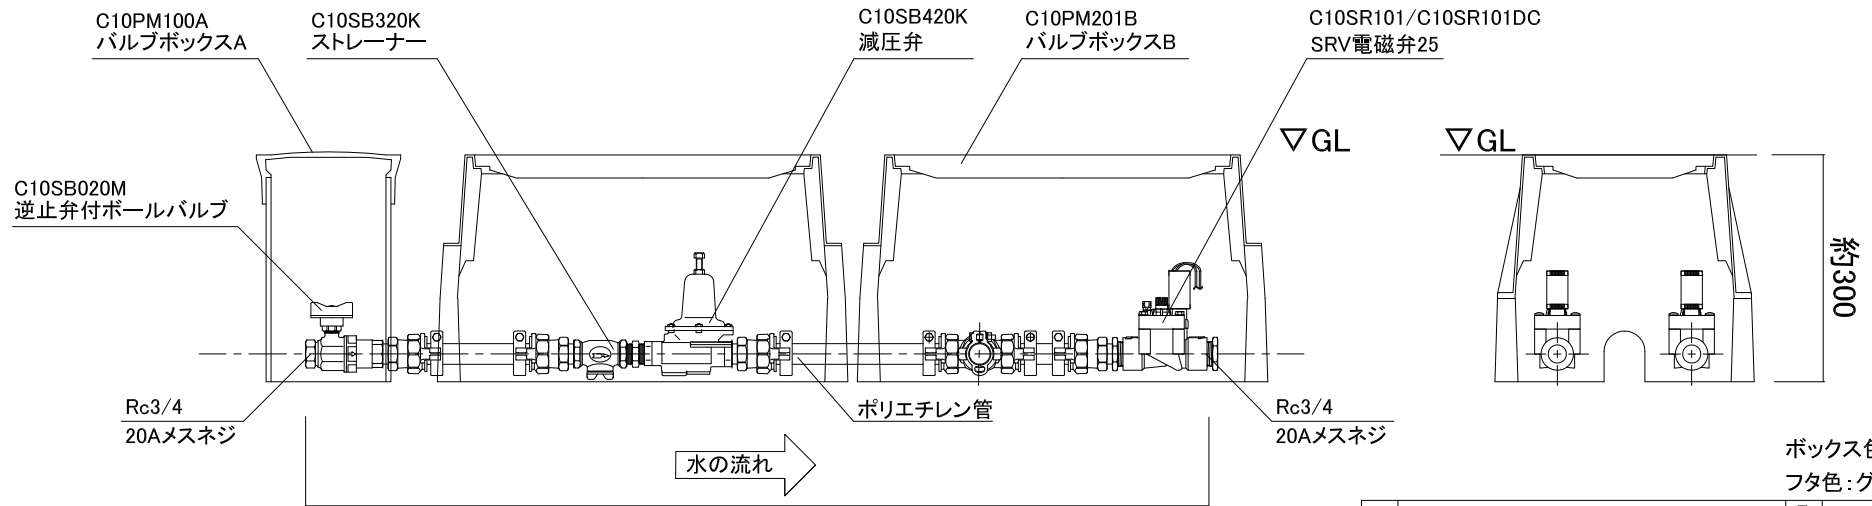 C10PM100A
バルブボックスA
C10SB320K
ストレーナー
C10SB420K
減圧弁
C10PM201B
バルブボックスB
C10SR101/C10SR101DC
SRV電磁弁25
▽GL
▽GL
C10SB020M
逆止弁付ボールバルブ
約300
Rc3/4
20Aメスネジ
ポリエチレン管
Rc3/4
20Aメスネジ
水の流れ
ボックス色
フタ色:グ